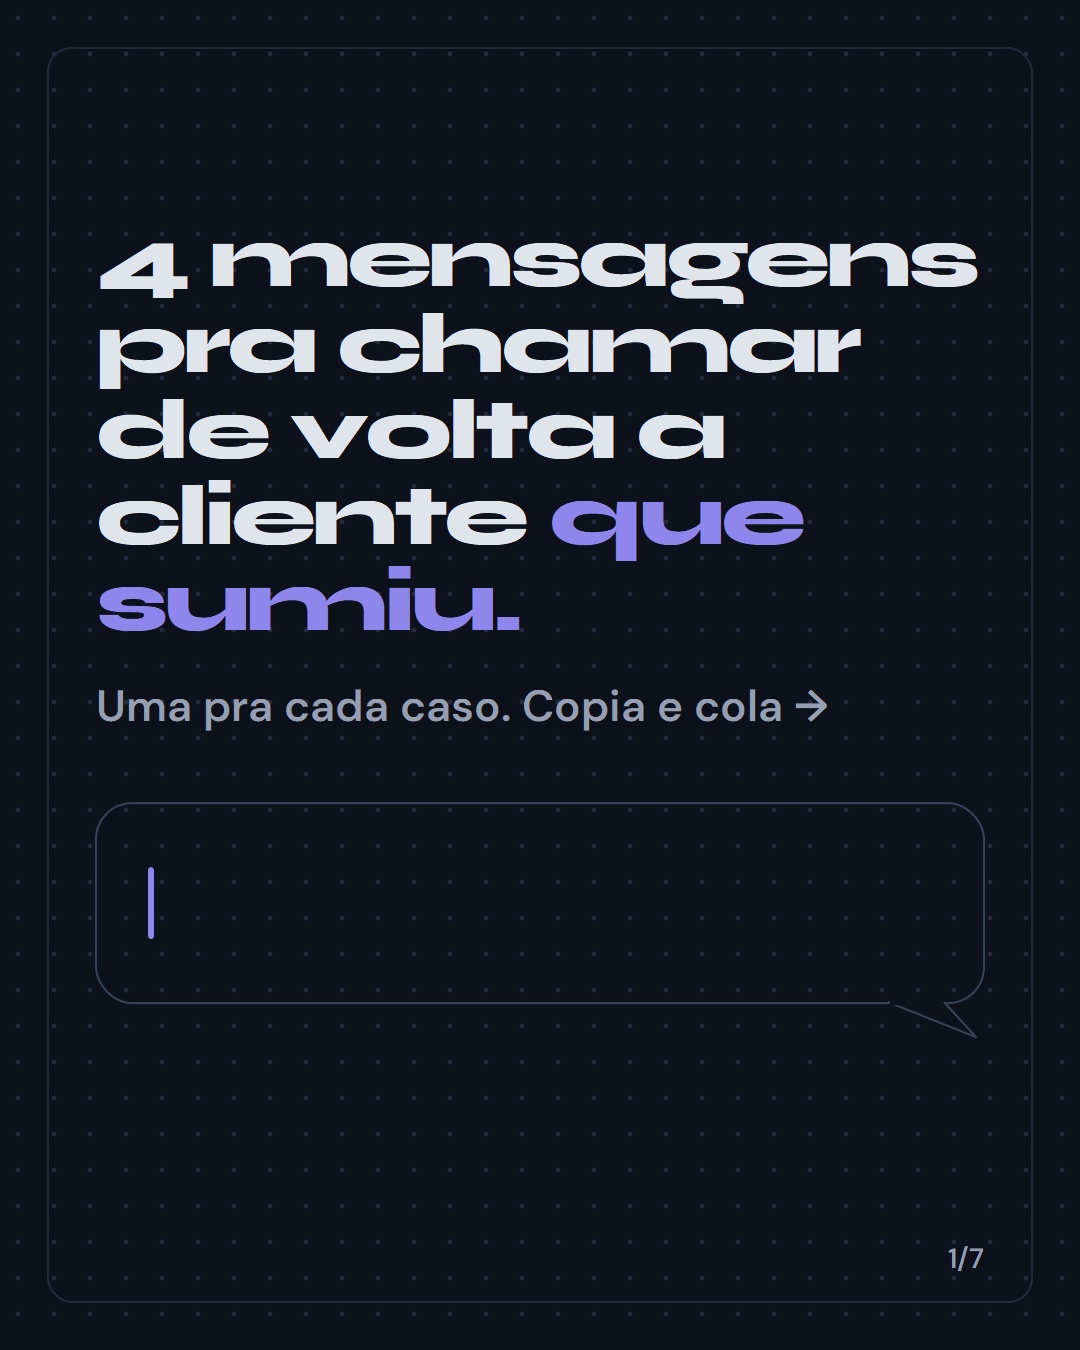 4 mensagens
pra chamar
de volta a
cliente que
sumiu.
Uma pra cada caso. Copia e cola →
1/7